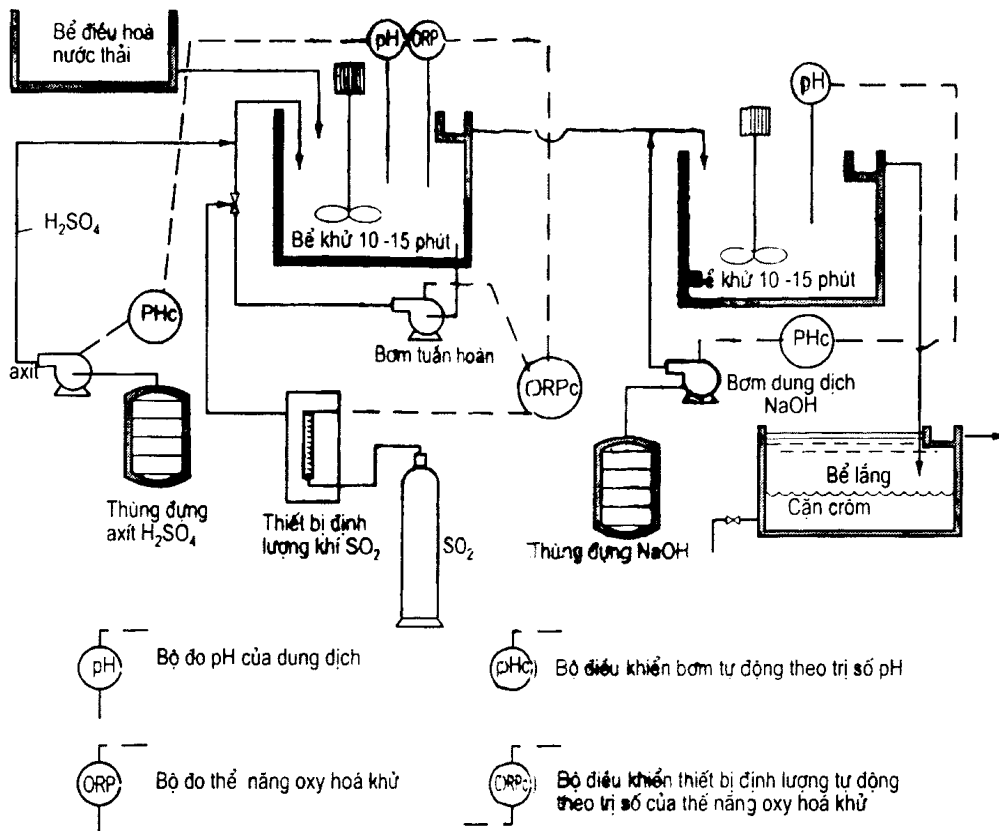 Bể điều hoà
nước thải
pH
ORP
pH
H₂SO₄
Bể khử 10 -15 phút
Bể khử 10 -15 phút
PHc
axít
Bơm tuần hoàn
ORPc
PHc
Bơm dung dịch
NaOH
Bể lắng
Cặn crôm
Thùng đựng
axít H₂SO₄
Thiết bị định
lượng khí SO₂
SO₂
Thùng đựng NaOH
pH
Bộ đo pH của dung dịch
pHc
Bộ điều khiển bơm tự động theo trị số pH
ORP
Bộ đo thể năng oxy hoá khử
ORPc
Bộ điều khiển thiết bị định lượng tự động
theo trị số của thế năng oxy hoá khử